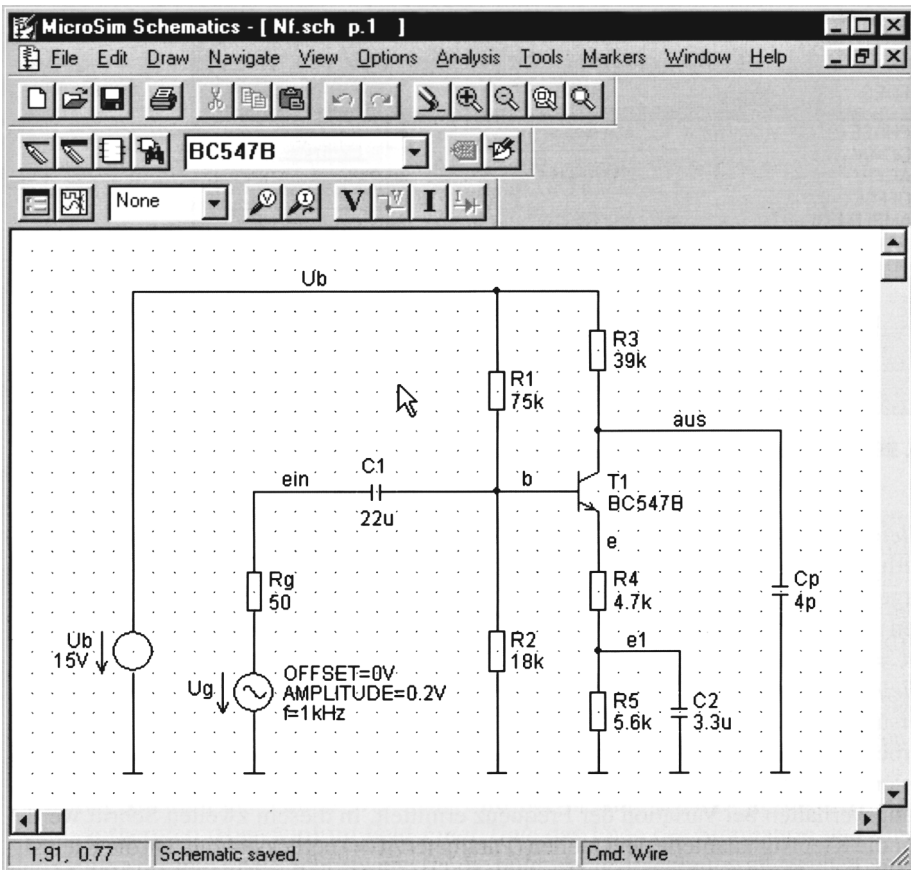 MicroSim Schematics - [ Nf.sch p.1 ]
File Edit Draw Navigate View Options Analysis Tools Markers Window Help
BC547B
None
V
V
I
Ub
R3
39k
R1
75k
aus
ein
C1
22u
b
T1
BC547B
e
Rg
50
R4
4.7k
Cp
4p
Ub
15V
R2
18k
e1
Ug
OFFSET=0V
AMPLITUDE=0.2V
f=1kHz
R5
5.6k
C2
3.3u
1.91, 0.77 Schematic saved. Cmd: Wire